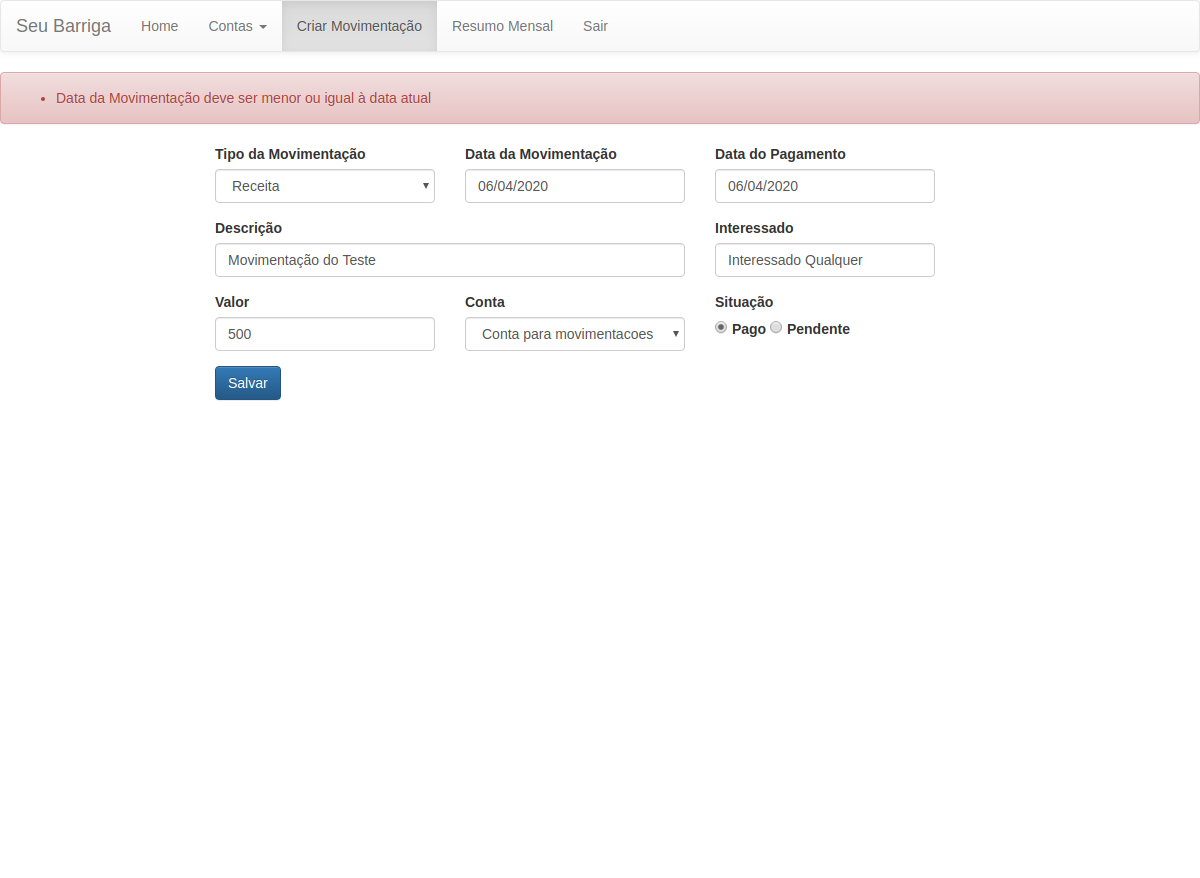 Seu Barriga Home Contas Criar Movimentação Resumo Mensal Sair
Data da Movimentação deve ser menor ou igual à data atual
Tipo da Movimentação Data da Movimentação Data do Pagamento
Receita 06/04/2020 06/04/2020
Descrição Interessado
Movimentação do Teste Interessado Qualquer
Valor Conta Situação
500 Conta para movimentacoes Pago Pendente
Salvar